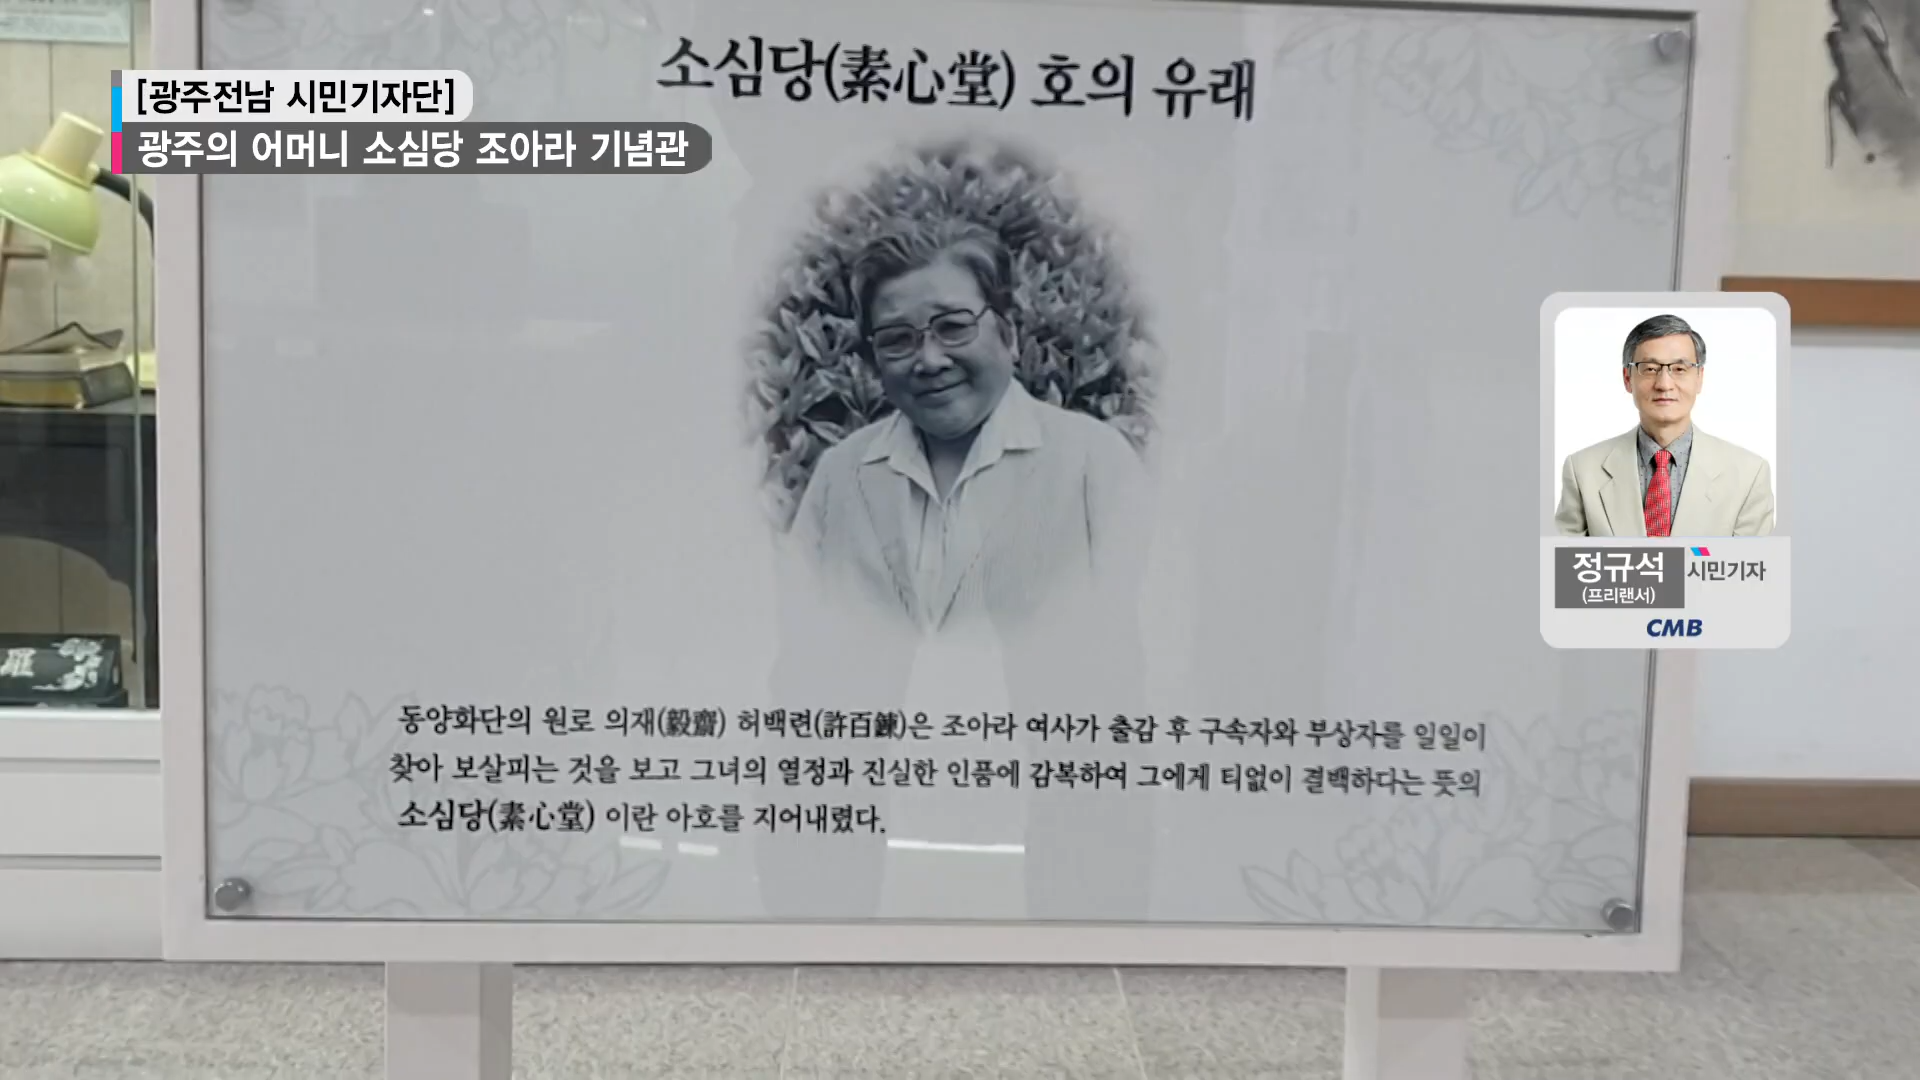 [광주전남 시민기자단]
광주의 어머니 소심당 조아라 기념관
소심당(素心堂) 호의 유래
동양화단의 원로 의재(毅齋) 허백련(許百鍊)은 조아라 여사가 출감 후 구속자와 부상자를 일일이
찾아 보살피는 것을 보고 그녀의 열정과 진실한 인품에 감복하여 그에게 티없이 결백하다는 뜻의
소심당(素心堂) 이란 아호를 지어내렸다.
정규석 시민기자
(프리랜서)
CMB